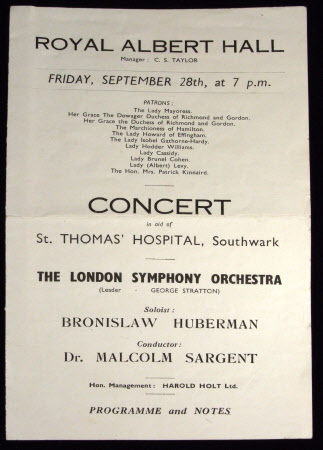 ROYAL ALBERT HALL
Manager: C. S. TAYLOR
FRIDAY, SEPTEMBER 28th, at 7 p.m.
PATRONS:
The Lady Mayoress.
Her Grace The Dowager Duchess of Richmond and Gordon.
Her Grace the Duchess of Richmond and Gordon.
The Marchioness of Hamilton.
The Lady Howard of Effingham.
The Lady Isobel Gathorne-Hardy.
Lady Hodder Williams.
Lady Cassidy.
Lady Brunel Cohen.
Lady (Albert) Levy.
The Hon. Mrs. Patrick Kinnaird.
CONCERT
in aid of
St. THOMAS' HOSPITAL, Southwark
THE LONDON SYMPHONY ORCHESTRA
(Leader - GEORGE STRATTON)
Soloist:
BRONISLAW HUBERMAN
Conductor:
Dr. MALCOLM SARGENT
Hon. Management: HAROLD HOLT Ltd.
PROGRAMME and NOTES